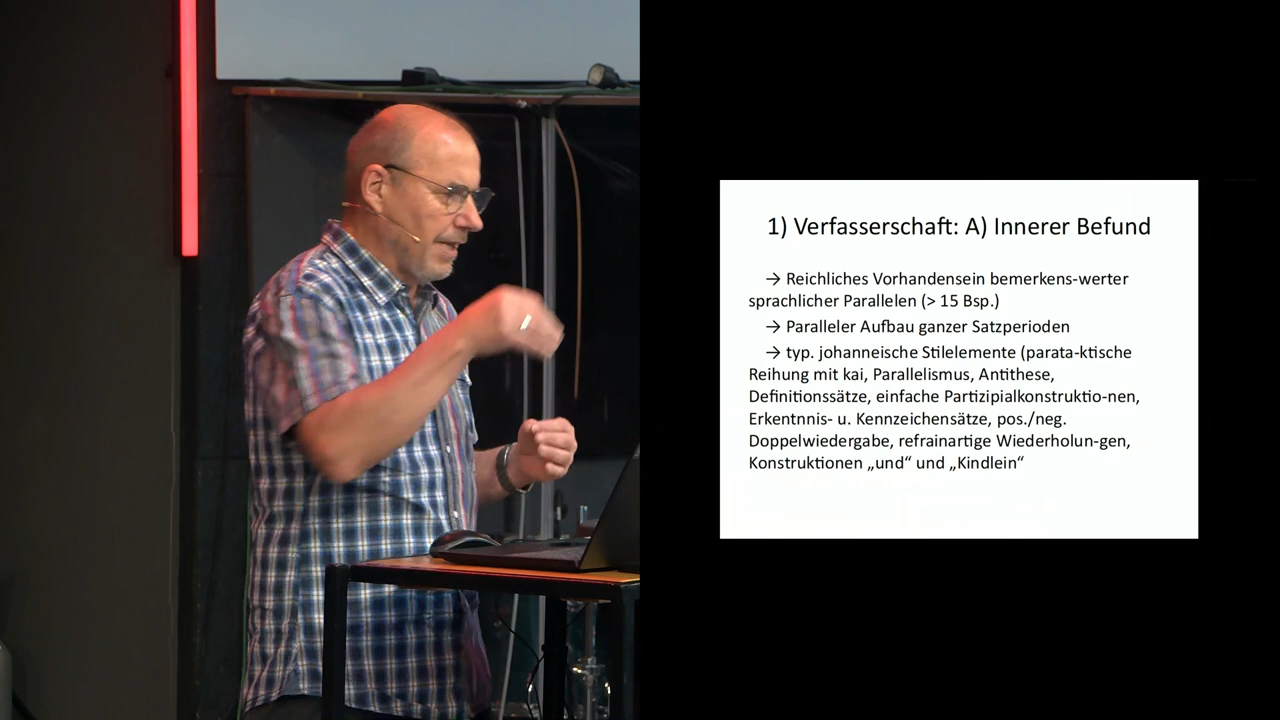 1) Verfasserschaft: A) Innerer Befund
→ Reichliches Vorhandensein bemerkens-werter
sprachlicher Parallelen (> 15 Bsp.)
→ Paralleler Aufbau ganzer Satzperioden
→ typ. johanneische Stilelemente (parata-ktische
Reihung mit kai, Parallelismus, Antithese,
Definitionssätze, einfache Partizipialkonstruktio-nen,
Erkentnnis- u. Kennzeichensätze, pos./neg.
Doppelwiedergabe, refrainartige Wiederholun-gen,
Konstruktionen „und“ und „Kindlein“